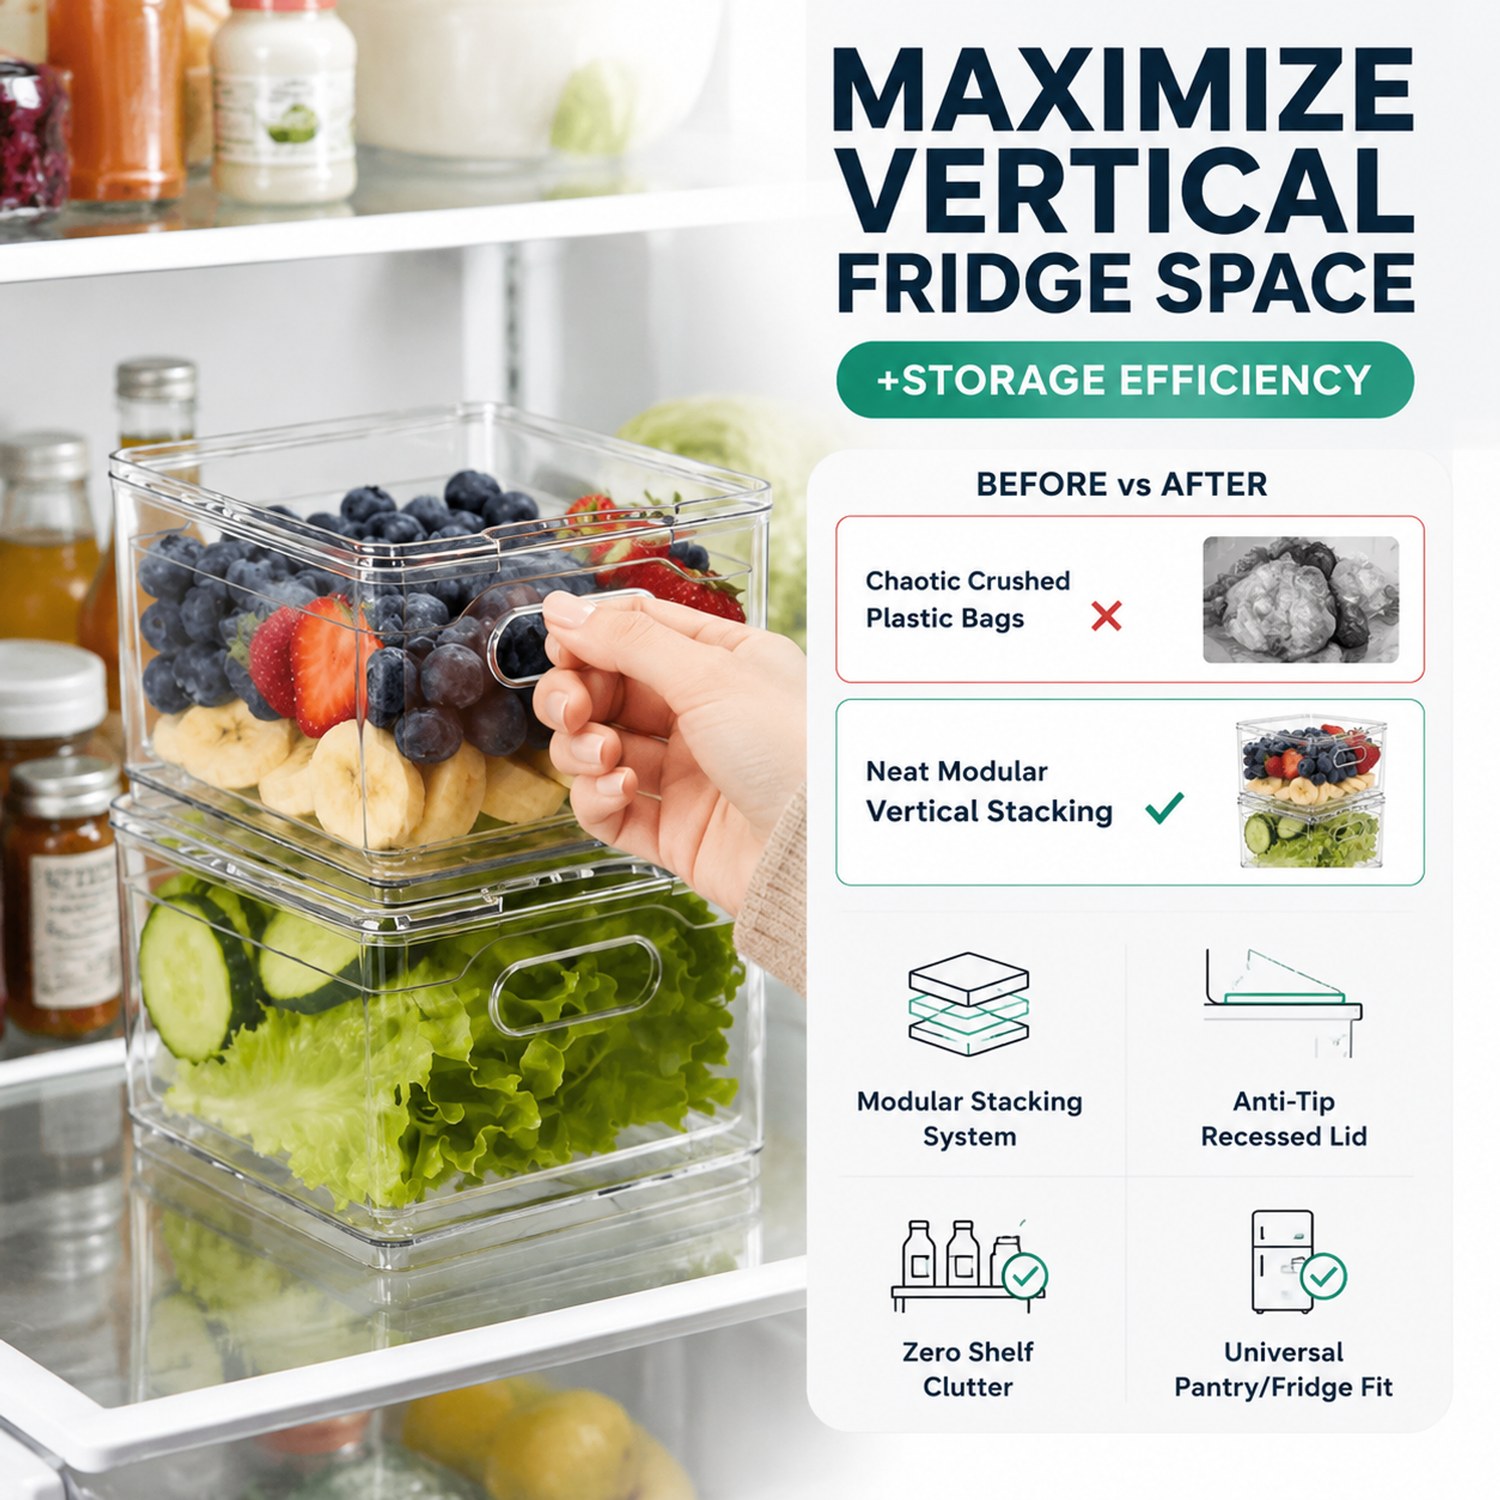 MAXIMIZE
VERTICAL
FRIDGE SPACE
+STORAGE EFFICIENCY
BEFORE vs AFTER
Chaotic Crushed
Plastic Bags
Neat Modular
Vertical Stacking
Modular Stacking
System
Anti-Tip
Recessed Lid
Zero Shelf
Clutter
Universal
Pantry/Fridge Fit